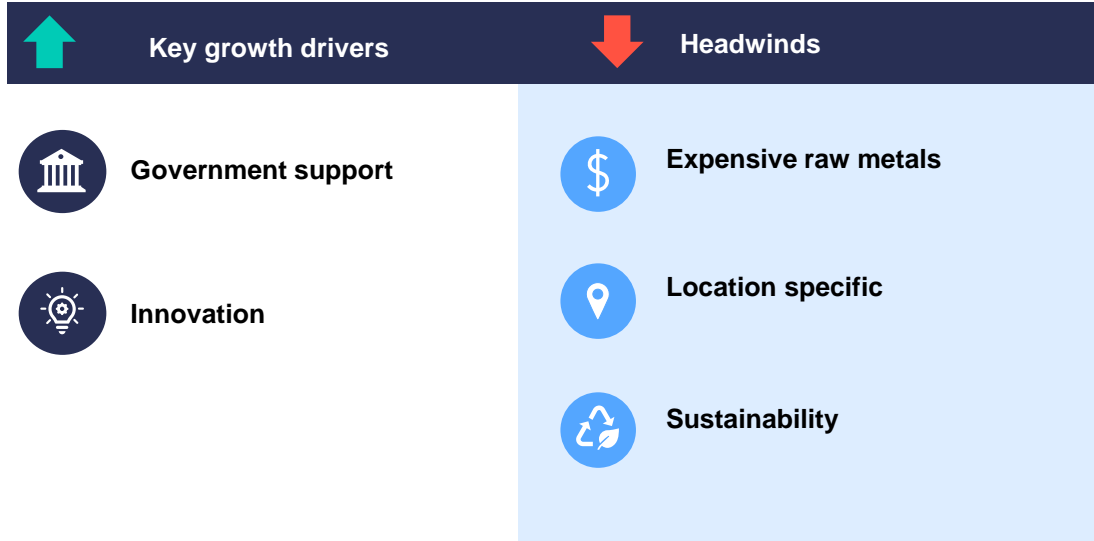 Key growth drivers
Headwinds
Government support
Innovation
Expensive raw metals
Location specific
Sustainability